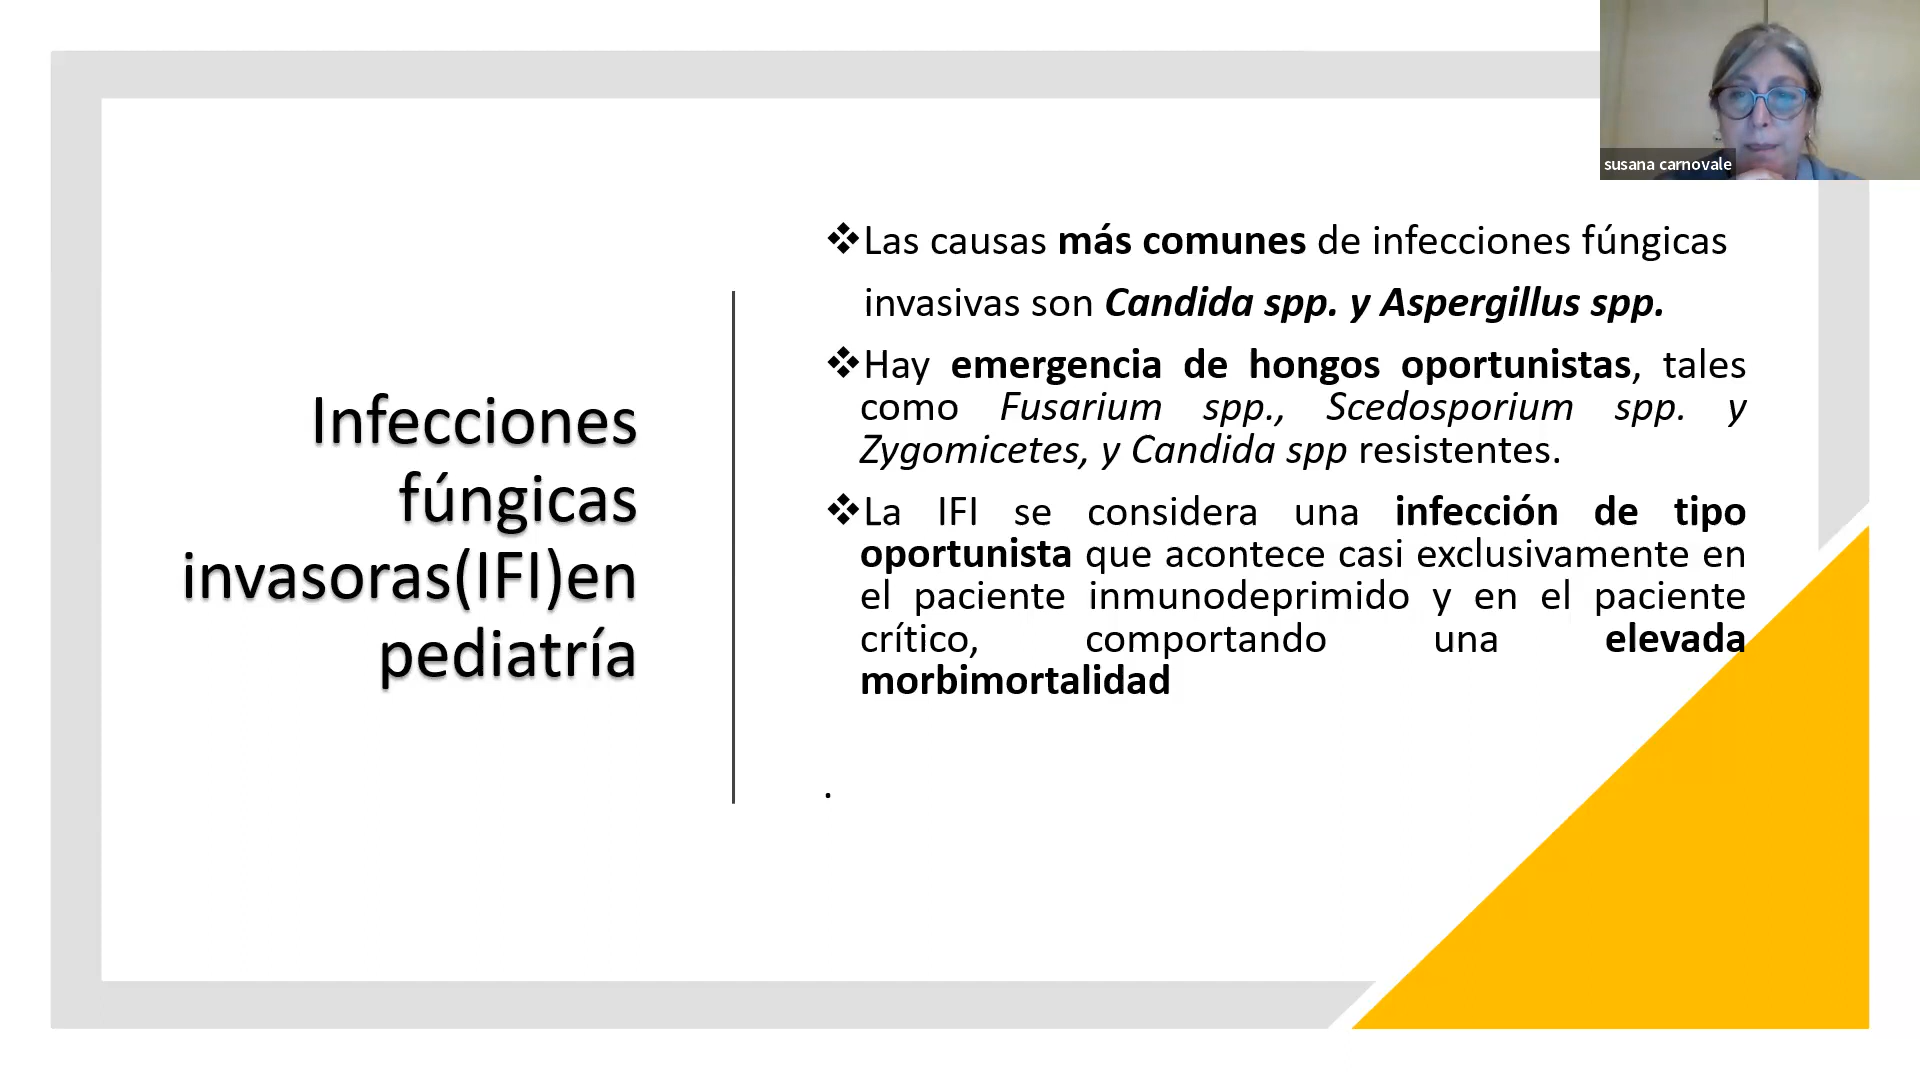 susana carnovale
Infecciones
fúngicas
invasoras(IFI)en
pediatría
❖Las causas más comunes de infecciones fúngicas
invasivas son Candida spp. y Aspergillus spp.
❖Hay emergencia de hongos oportunistas, tales
como Fusarium spp., Scedosporium spp. y
Zygomicetes, y Candida spp resistentes.
❖La IFI se considera una infección de tipo
oportunista que acontece casi exclusivamente en
el paciente inmunodeprimido y en el paciente
crítico, comportando una elevada
morbimortalidad
.